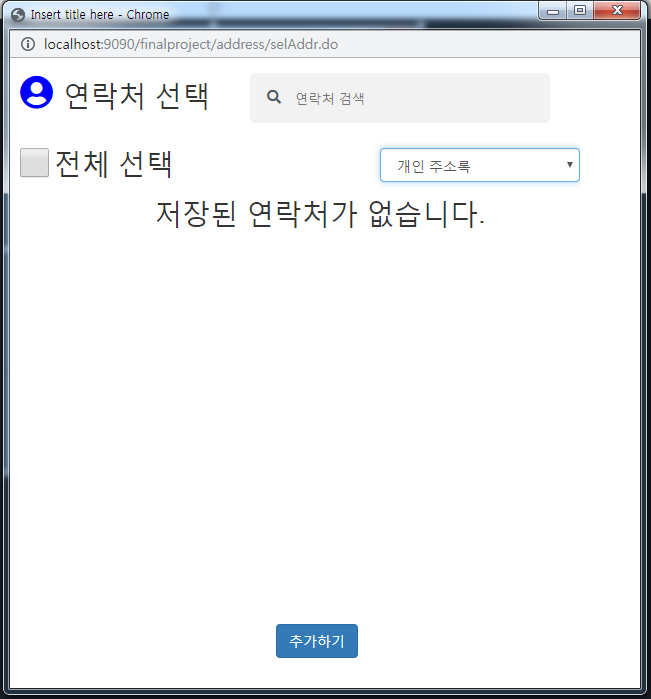 Insert title here - Chrome
localhost:9090/finalproject/address/selAddr.do
연락처 선택
연락처 검색
전체 선택
개인 주소록
저장된 연락처가 없습니다.
추가하기